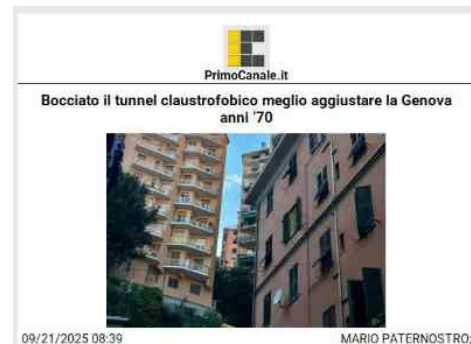 PrimoCanale.it
Bocciato il tunnel claustrofobico meglio aggiustare la Genova
anni '70
09/21/2025 08:39
MARIO PATERNOSTRO;